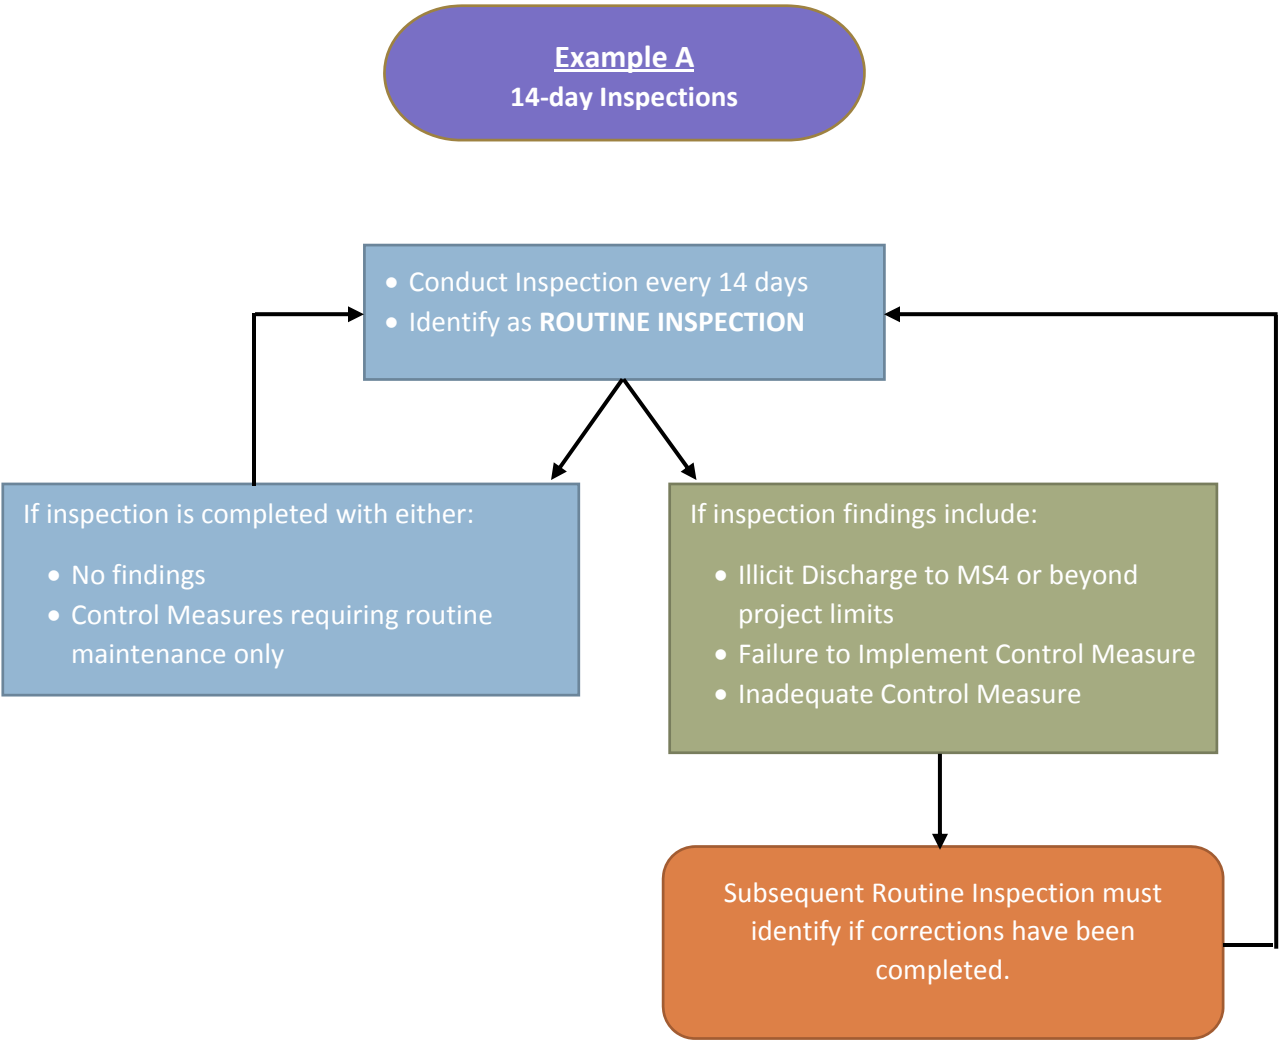 Example A
14-day Inspections
• Conduct Inspection every 14 days
• Identify as ROUTINE INSPECTION
If inspection is completed with either:
• No findings
• Control Measures requiring routine
maintenance only
If inspection findings include:
• Illicit Discharge to MS4 or beyond
project limits
• Failure to Implement Control Measure
• Inadequate Control Measure
Subsequent Routine Inspection must
identify if corrections have been
completed.